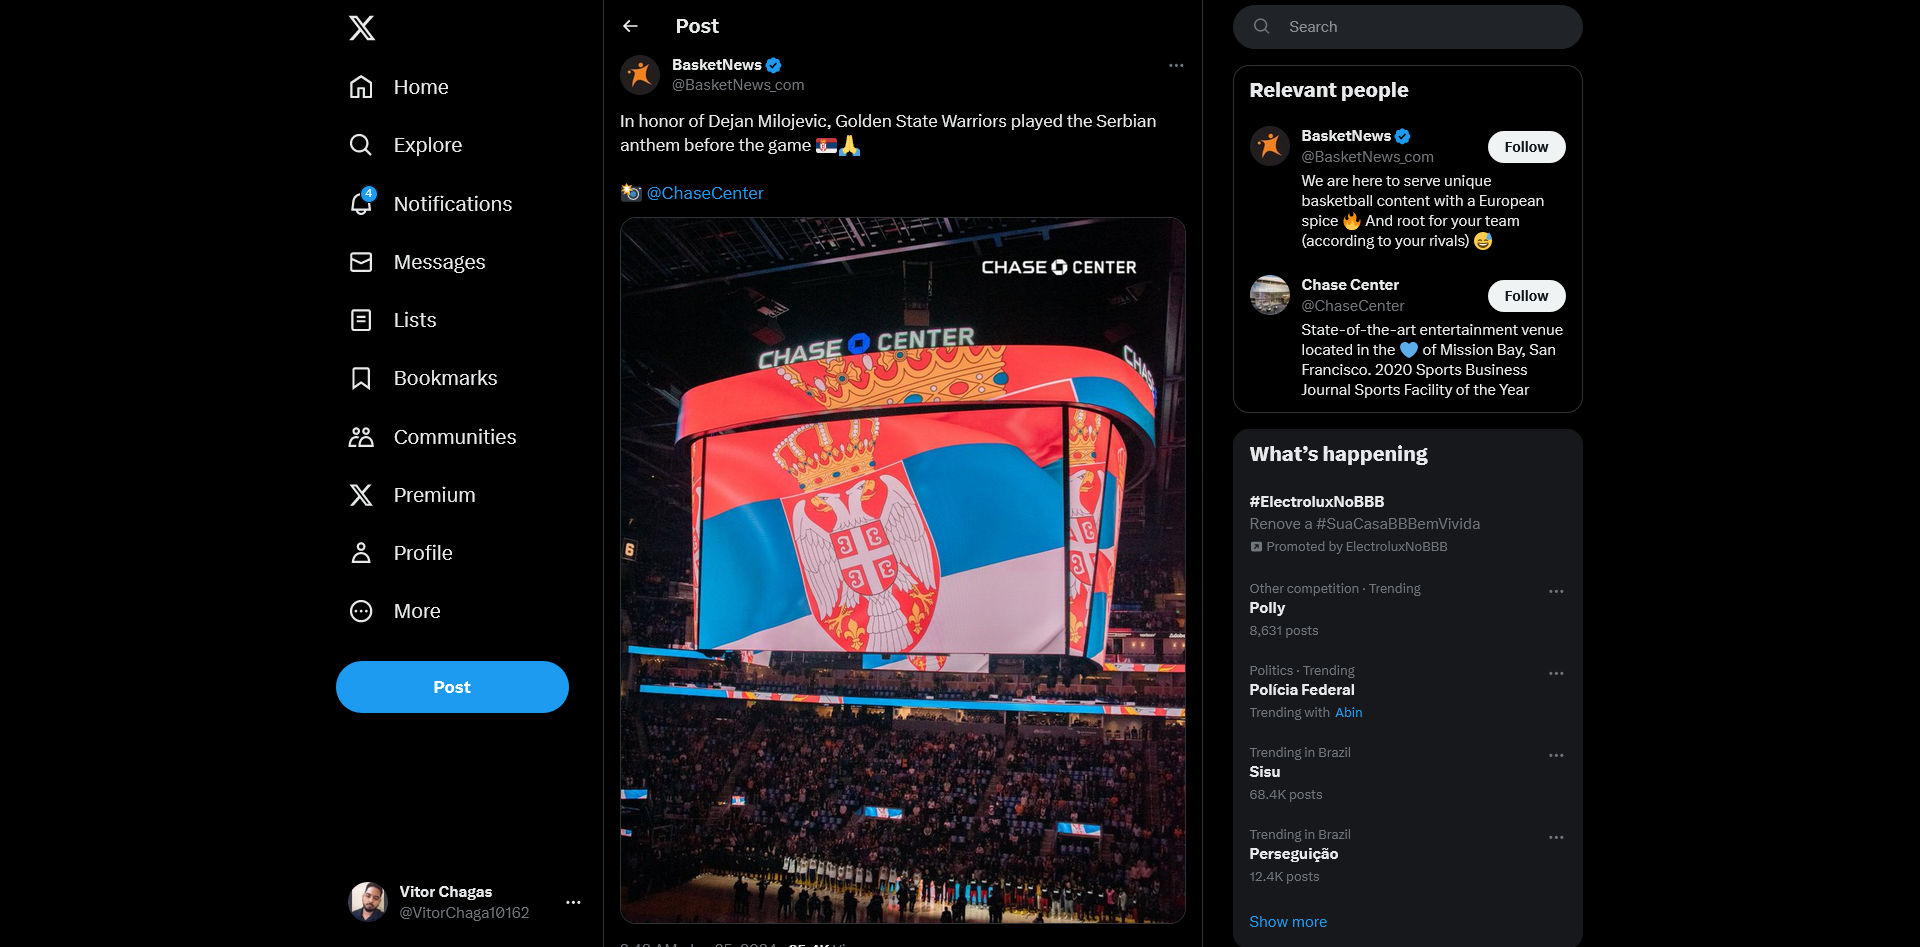 Home
Explore
4
Notifications
Messages
Lists
Bookmarks
Communities
Premium
Profile
More
Post
Vitor Chagas
@VitorChaga10162
Post
BasketNews
@BasketNews_com
In honor of Dejan Milojevic, Golden State Warriors played the Serbian
anthem before the game 🇷🇸🙏
📸 @ChaseCenter
CHASE CENTER
CHASE CENTER
6
Search
Relevant people
BasketNews
@BasketNews_com
Follow
We are here to serve unique
basketball content with a European
spice 🔥 And root for your team
(according to your rivals) 😅
Chase Center
@ChaseCenter
Follow
State-of-the-art entertainment venue
located in the 💙 of Mission Bay, San
Francisco. 2020 Sports Business
Journal Sports Facility of the Year
What's happening
#ElectroluxNoBBB
Renove a #SuaCasaBBBemVivida
Promoted by ElectroluxNoBBB
Other competition · Trending
Polly
8,631 posts
Politics · Trending
Polícia Federal
Trending with Abin
Trending in Brazil
Sisu
68.4K posts
Trending in Brazil
Perseguição
12.4K posts
Show more